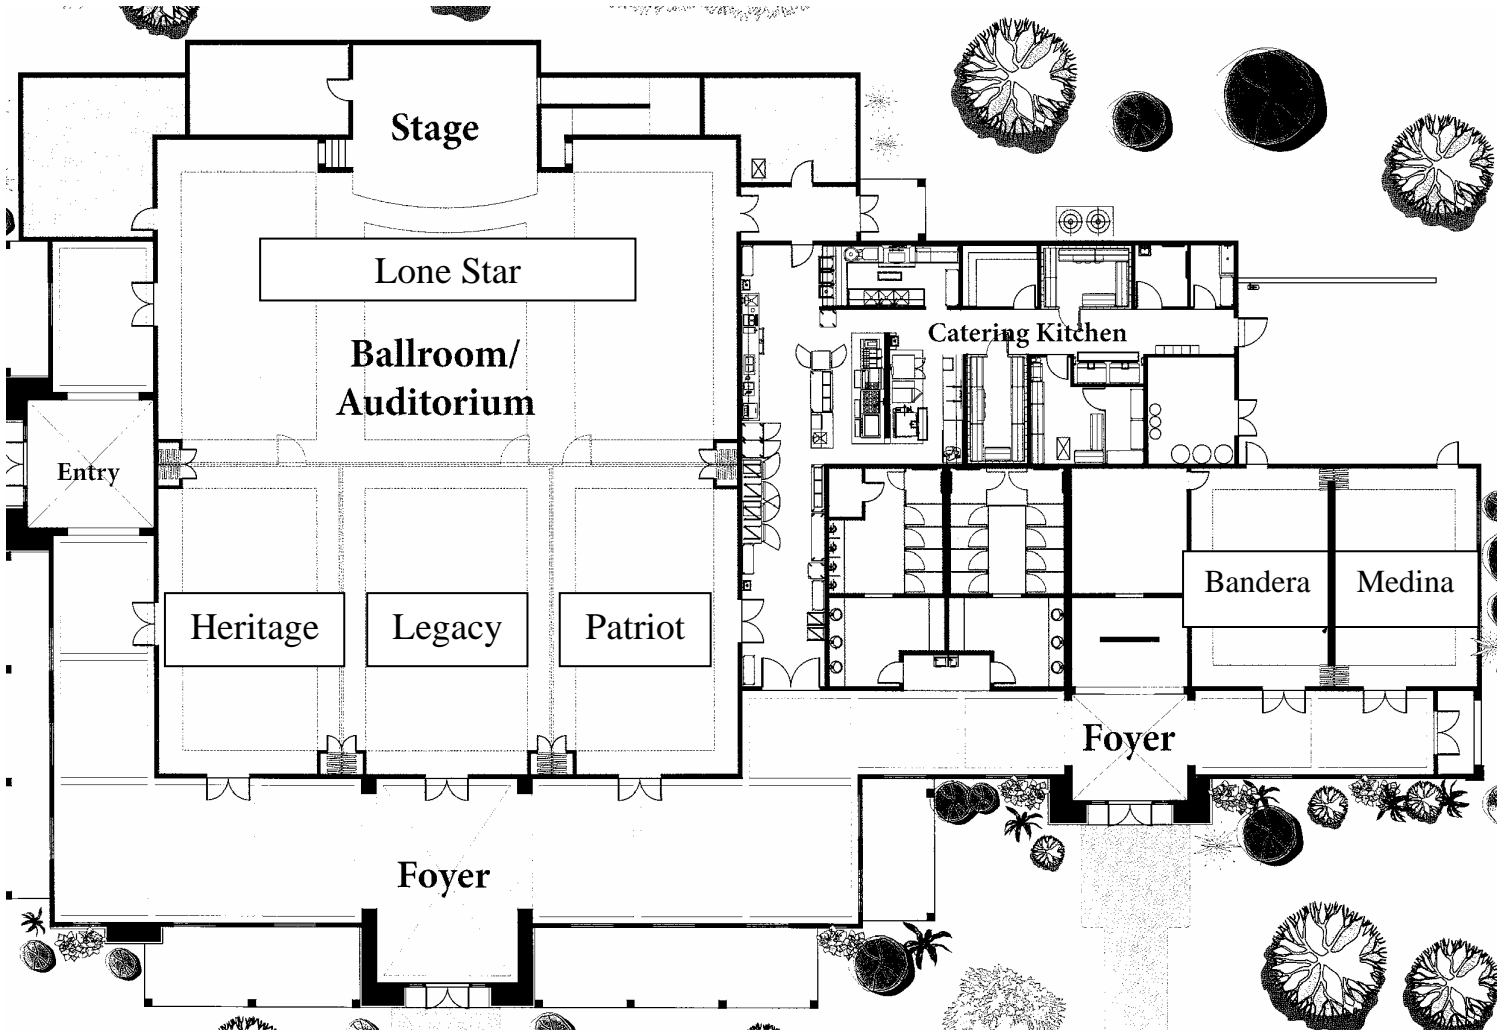 Stage
Lone Star
Ballroom/
Auditorium
Catering Kitchen
Entry
Heritage
Legacy
Patriot
Bandera
Medina
Foyer
Foyer